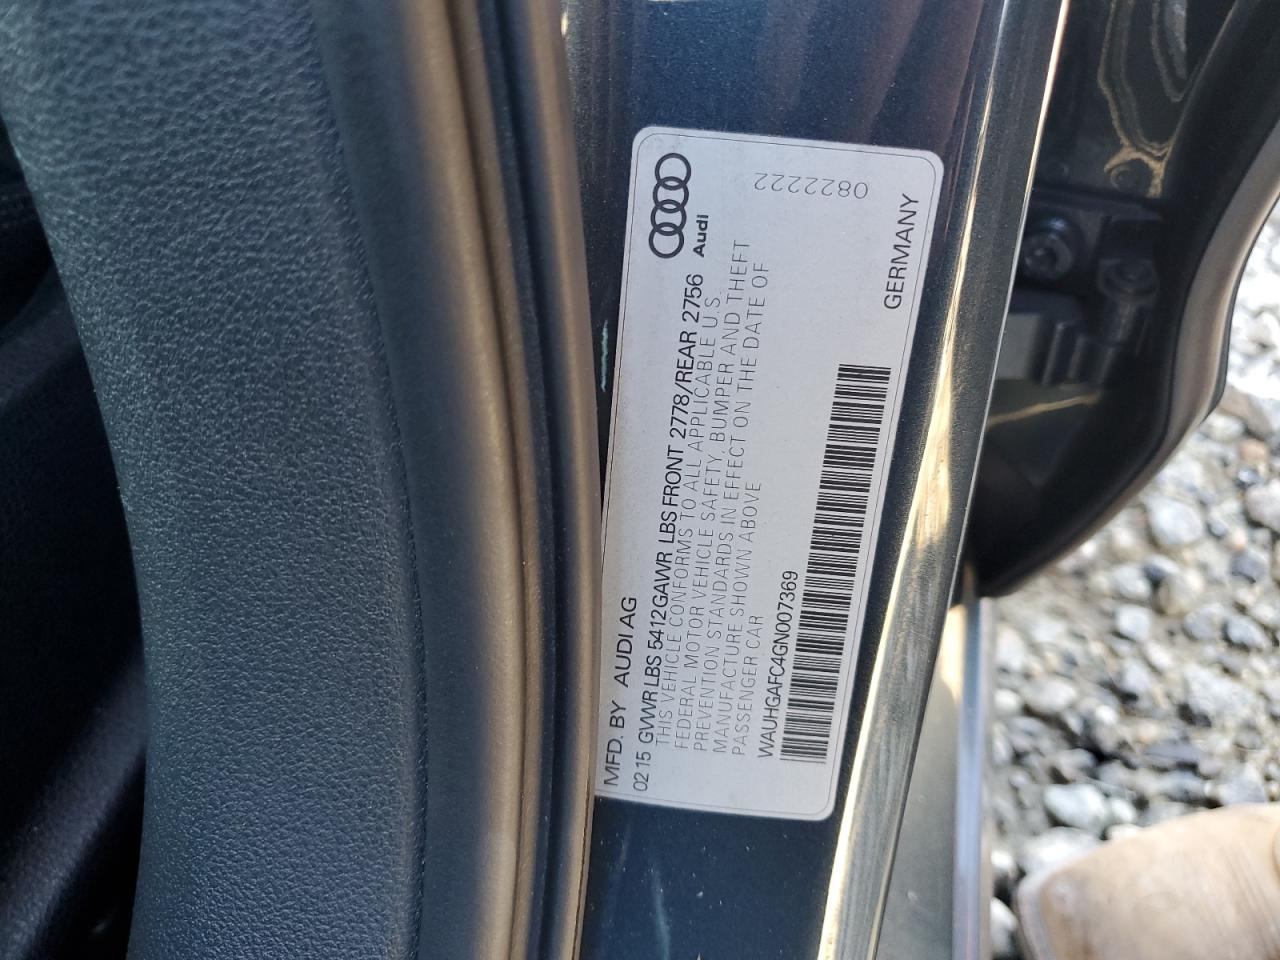 0822222
Audi
MFD. BY AUDI AG
GERMANY
02 15 GVWR LBS 5412GAWR LBS FRONT 2778/REAR 2756
THIS VEHICLE CONFORMS TO ALL APPLICABLE U.S.
FEDERAL MOTOR VEHICLE SAFETY, BUMPER AND THEFT
PREVENTION STANDARDS IN EFFECT ON THE DATE OF
MANUFACTURE SHOWN ABOVE
PASSENGER CAR
WAUHGAFC4GN007369